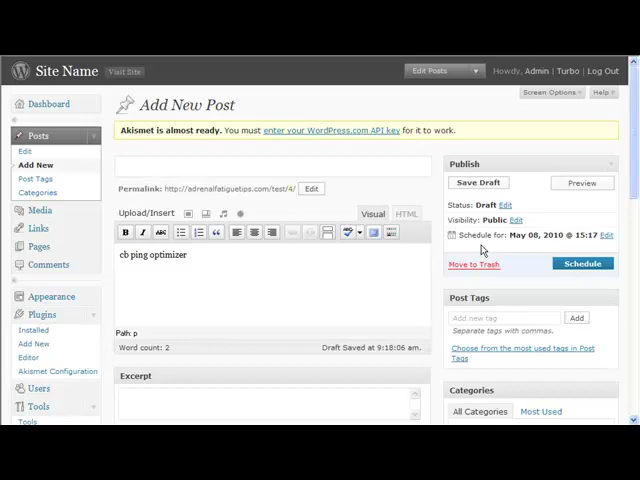 Site Name Visit Site Edit Posts Howdy, Admin | Turbo | Log Out
Screen Options Help
Dashboard
Posts
Edit
Add New
Post Tags
Categories
Media
Links
Pages
Comments
Appearance
Plugins
Installed
Add New
Editor
Akismet Configuration
Users
Tools
Tools
Add New Post
Akismet is almost ready. You must enter your WordPress.com API key for it to work.
Permalink: http://adrenalfatiguetips.com/test/4/ Edit
Upload/Insert Visual HTML
B I ABC
cb ping optimizer
Path: p
Word count: 2 Draft Saved at 9:18:06 am.
Excerpt
Publish
Save Draft Preview
Status: Draft Edit
Visibility: Public Edit
Schedule for: May 08, 2010 @ 15:17 Edit
Move to Trash Schedule
Post Tags
Add new tag Add
Separate tags with commas.
Choose from the most used tags in Post
Tags
Categories
All Categories Most Used